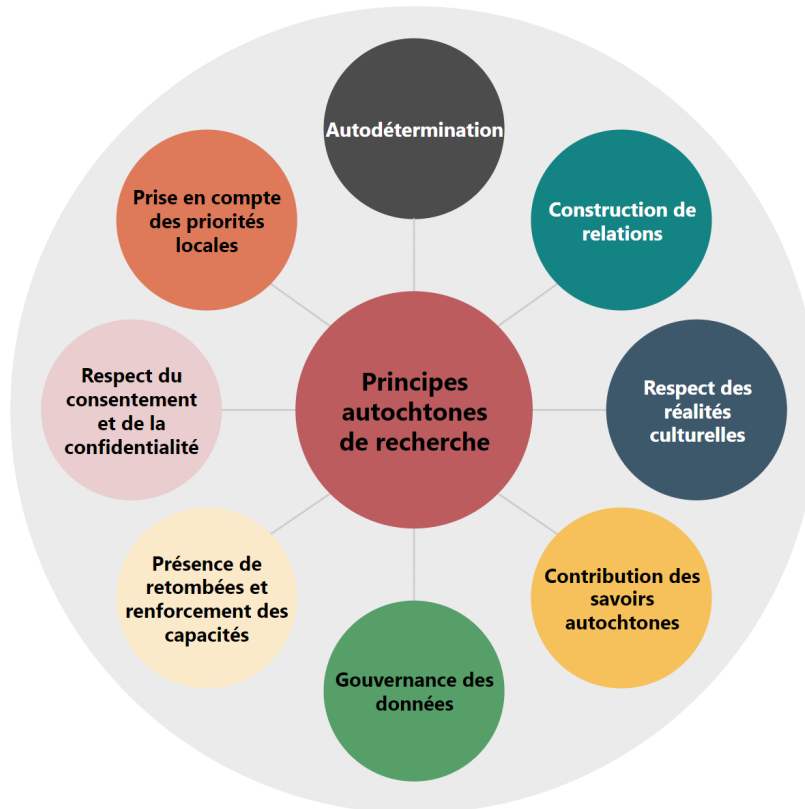 Autodétermination
Construction de
relations
Respect des
réalités
culturelles
Contribution des
savoirs
autochtones
Gouvernance des
données
Présence de
retombées et
renforcement des
capacités
Respect du
consentement
et de la
confidentialité
Prise en compte
des priorités
locales
Principes
autochtones
de recherche